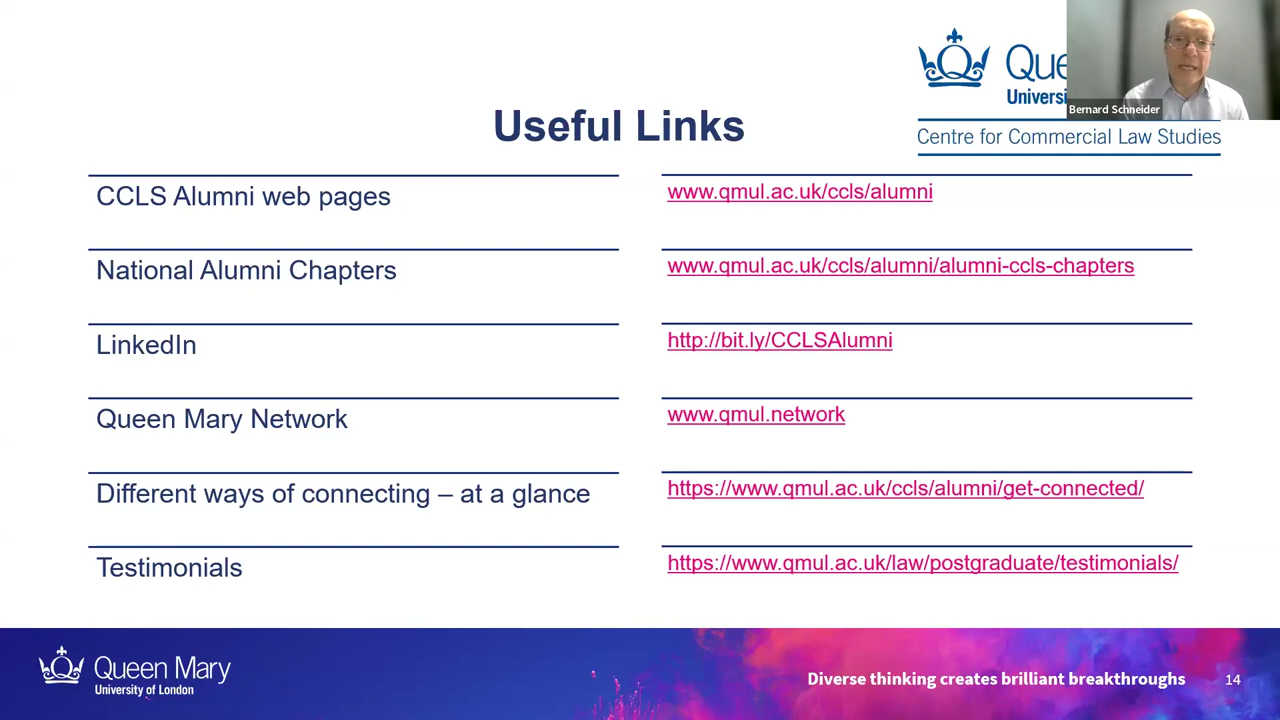 Que
Universi
Bernard Schneider
Centre for Commercial Law Studies
Useful Links
CCLS Alumni web pages
www.qmul.ac.uk/ccls/alumni
National Alumni Chapters
www.qmul.ac.uk/ccls/alumni/alumni-ccls-chapters
LinkedIn
http://bit.ly/CCLSAlumni
Queen Mary Network
www.qmul.network
Different ways of connecting – at a glance
https://www.qmul.ac.uk/ccls/alumni/get-connected/
Testimonials
https://www.qmul.ac.uk/law/postgraduate/testimonials/
Queen Mary
University of London
Diverse thinking creates brilliant breakthroughs
14